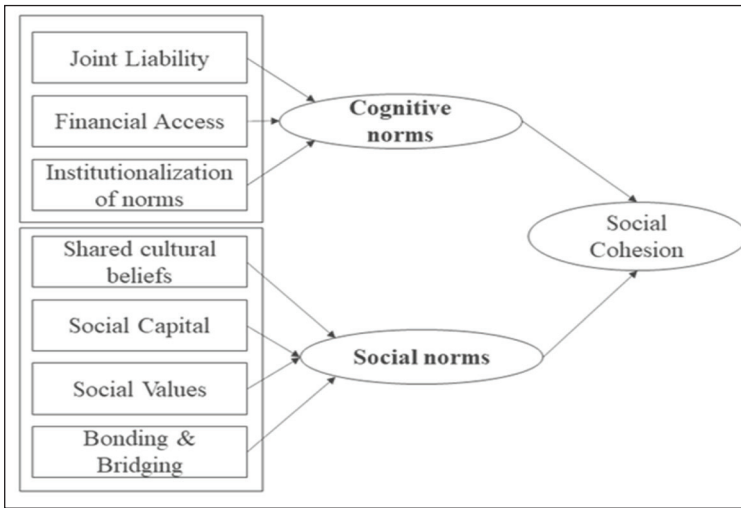 Joint Liability
Financial Access
Institutionalization
of norms
Cognitive
norms
Shared cultural
beliefs
Social Capital
Social Values
Bonding &
Bridging
Social norms
Social
Cohesion